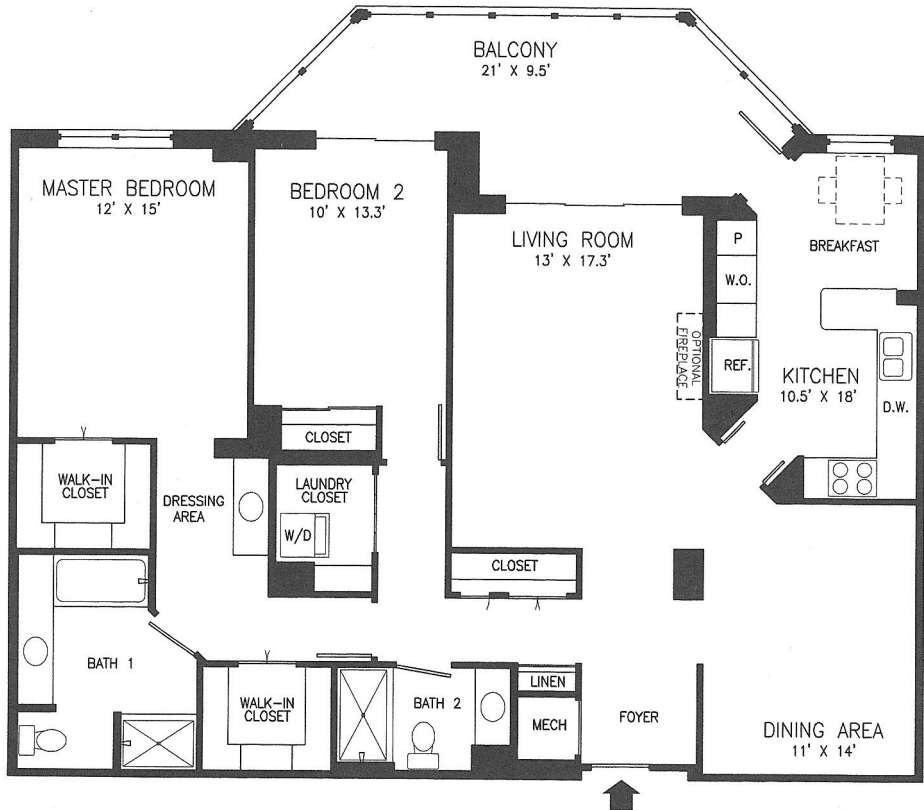 BALCONY
21' X 9.5'
MASTER BEDROOM
12' X 15'
BEDROOM 2
10' X 13.3'
LIVING ROOM
13' X 17.3'
P
W.O.
REF.
BREAKFAST
OPTIONAL
FIREPLACE
KITCHEN
10.5' X 18'
D.W.
CLOSET
WALK-IN
CLOSET
DRESSING
AREA
LAUNDRY
CLOSET
W/D
CLOSET
BATH 1
WALK-IN
CLOSET
BATH 2
LINEN
MECH
FOYER
DINING AREA
11' X 14'